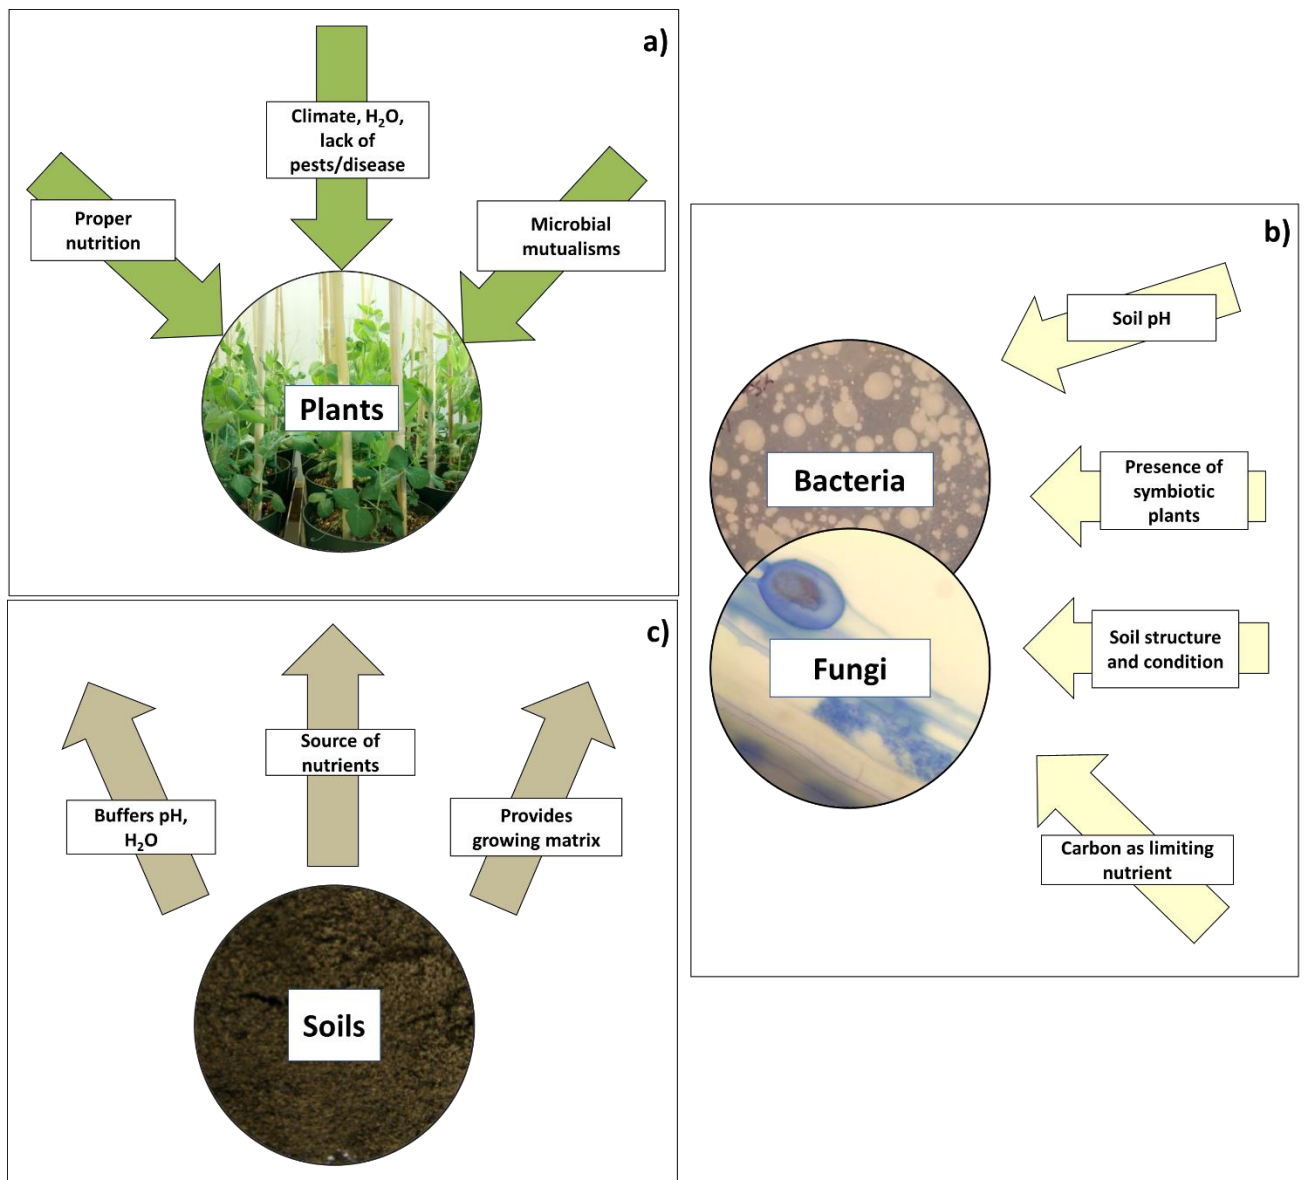 a)
Climate, H₂O,
lack of
pests/disease
Proper
nutrition
Microbial
mutualisms
Plants
b)
Soil pH
Presence of
symbiotic
plants
Soil structure
and condition
Carbon as limiting
nutrient
Bacteria
Fungi
c)
Source of
nutrients
Buffers pH,
H₂O
Provides
growing matrix
Soils